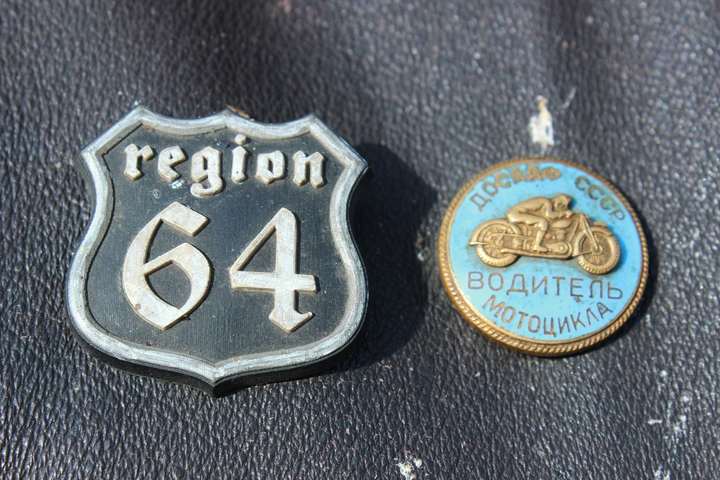 region
64
ДОСААФ СССР
ВОДИТЕЛЬ
МОТОЦИКЛА